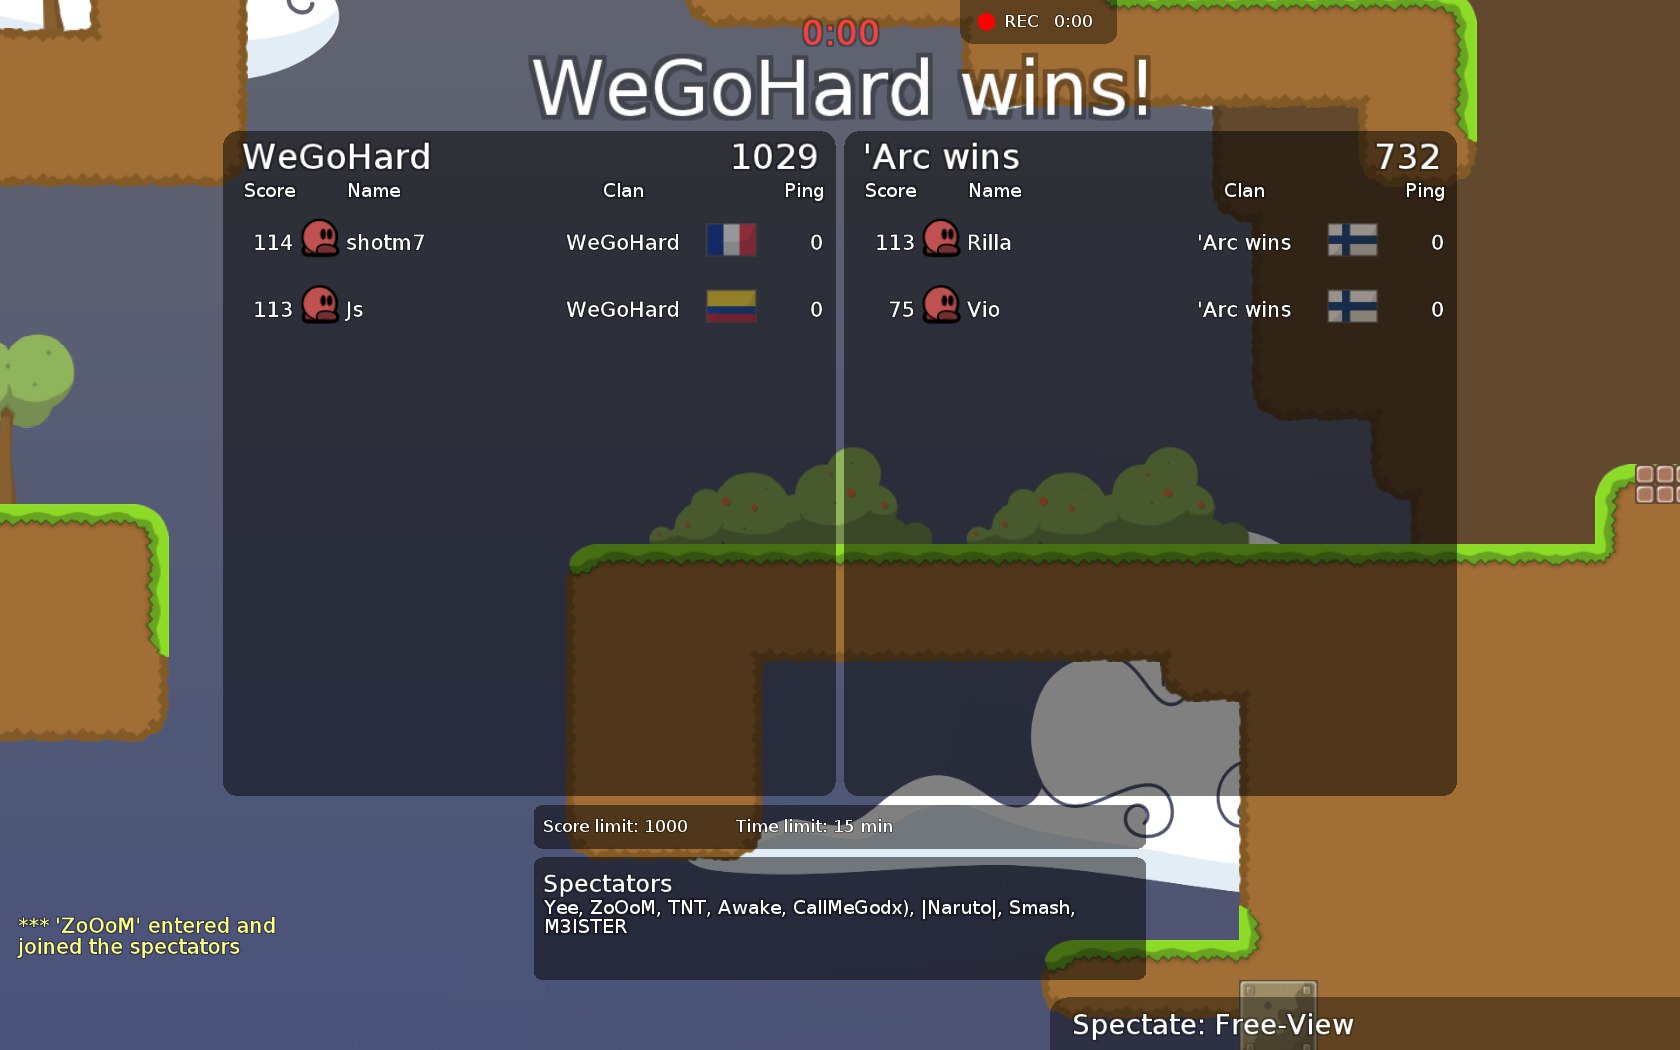 REC 0:00
0:00
WeGoHard wins!
WeGoHard 1029
Score Name Clan Ping
114 shotm7 WeGoHard 0
113 Js WeGoHard 0
'Arc wins 732
Score Name Clan Ping
113 Rilla 'Arc wins 0
75 Vio 'Arc wins 0
Score limit: 1000 Time limit: 15 min
Spectators
Yee, ZoOoM, TNT, Awake, CallMeGodx), |Naruto|, Smash,
M3ISTER
*** 'ZoOoM' entered and
joined the spectators
Spectate: Free-View